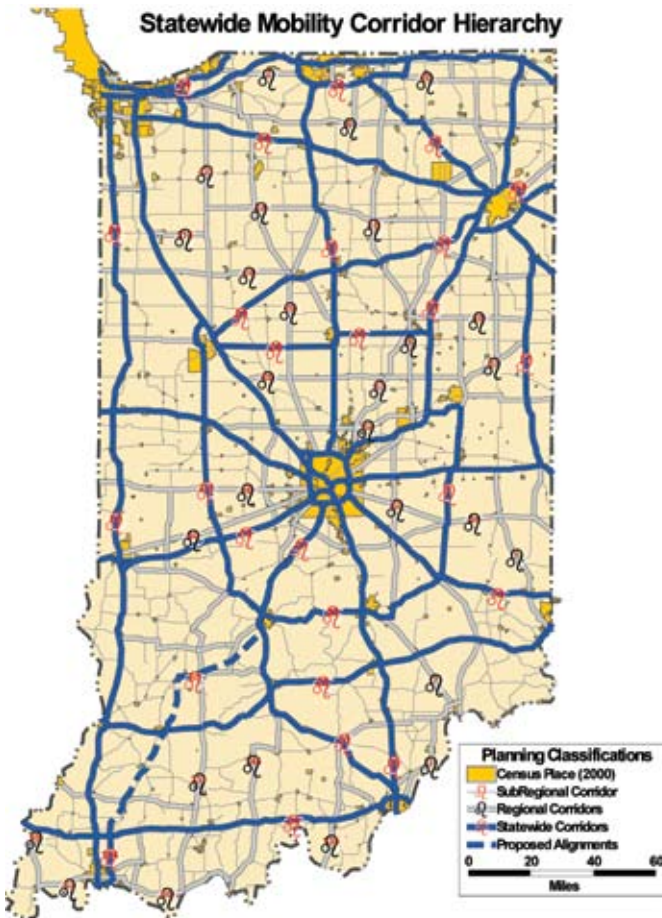 Statewide Mobility Corridor Hierarchy
Planning Classifications
Census Place (2000)
SubRegional Corridor
Regional Corridors
Statewide Corridors
Proposed Alignments
0 20 40 60
Miles